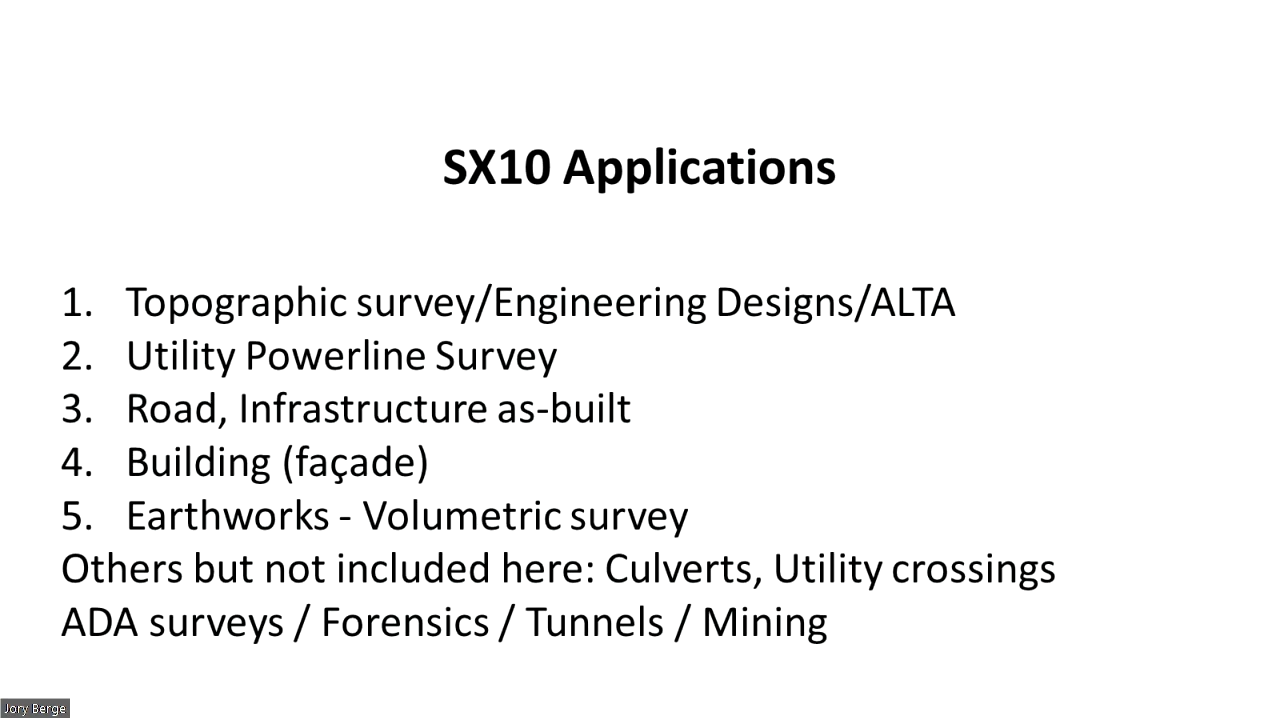 SX10 Applications
1. Topographic survey/Engineering Designs/ALTA
2. Utility Powerline Survey
3. Road, Infrastructure as-built
4. Building (façade)
5. Earthworks - Volumetric survey
Others but not included here: Culverts, Utility crossings
ADA surveys / Forensics / Tunnels / Mining
Jory Berge